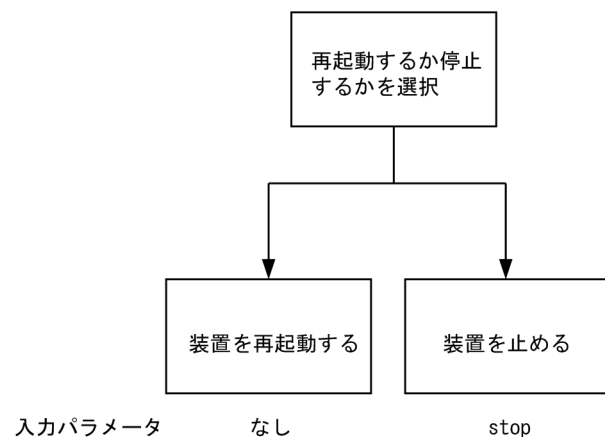 再起動するか停止
するかを選択
装置を再起動する
装置を止める
入力パラメータ
なし
stop